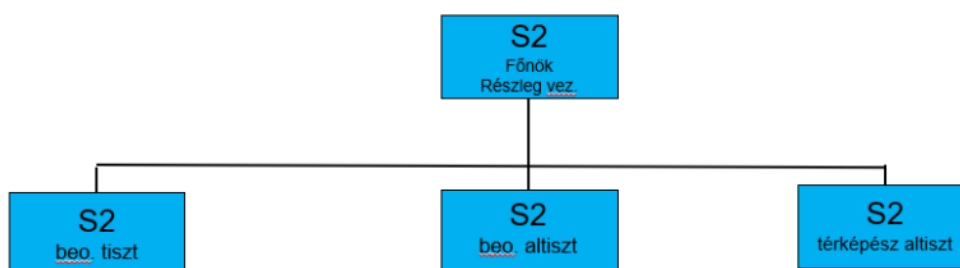 S2
Főnök
Részleg vez.
S2
beo. tiszt
S2
beo. altiszt
S2
térképész altiszt